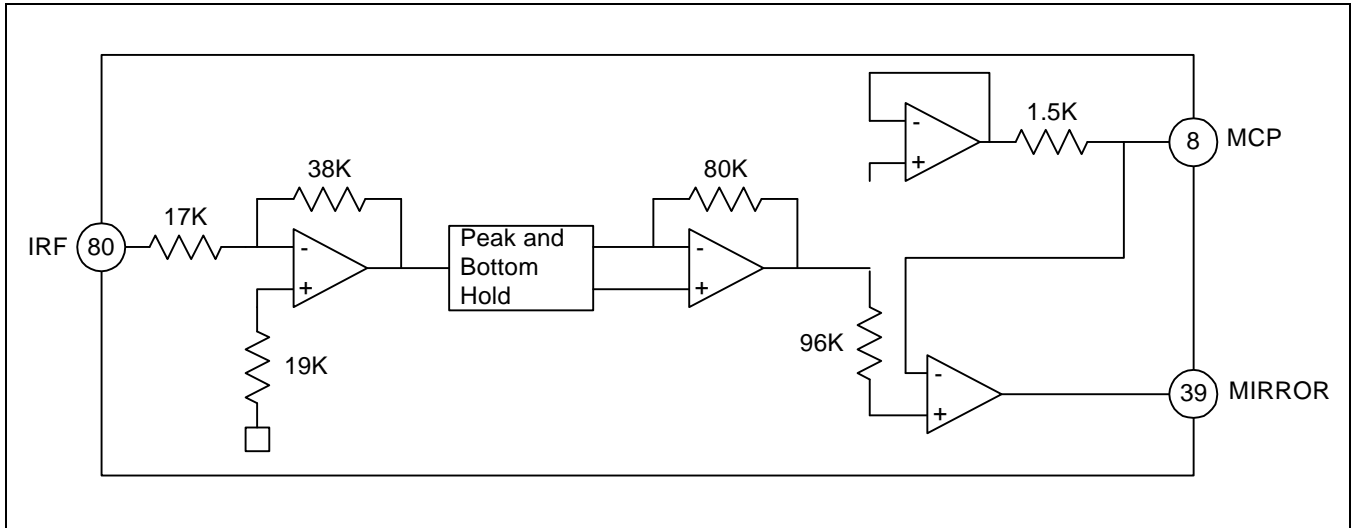 1.5K
-
+
8 MCP
38K
80K
17K
IRF 80
-
+
Peak and
Bottom
Hold
-
+
19K
96K
-
+
39 MIRROR